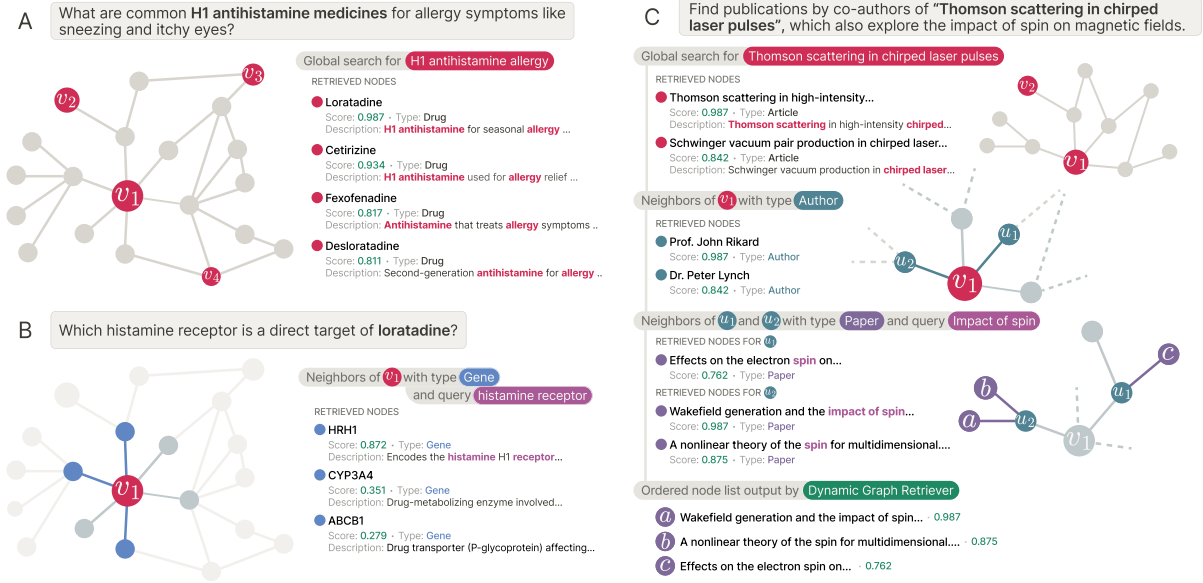 A
What are common H1 antihistamine medicines for allergy symptoms like
sneezing and itchy eyes?
v3
v2
v1
v4
Global search for H1 antihistamine allergy
RETRIEVED NODES
Loratadine
Score: 0.987 · Type: Drug
Description: H1 antihistamine for seasonal allergy ...
Cetirizine
Score: 0.934 · Type: Drug
Description: H1 antihistamine used for allergy relief ...
Fexofenadine
Score: 0.817 · Type: Drug
Description: Antihistamine that treats allergy symptoms ..
Desloratadine
Score: 0.811 · Type: Drug
Description: Second-generation antihistamine for allergy ..
B
Which histamine receptor is a direct target of loratadine?
v1
Neighbors of v1 with type Gene
and query histamine receptor
RETRIEVED NODES
HRH1
Score: 0.872 · Type: Gene
Description: Encodes the histamine H1 receptor...
CYP3A4
Score: 0.351 · Type: Gene
Description: Drug-metabolizing enzyme involved...
ABCB1
Score: 0.279 · Type: Gene
Description: Drug transporter (P-glycoprotein) affecting...
C
Find publications by co-authors of “Thomson scattering in chirped
laser pulses”, which also explore the impact of spin on magnetic fields.
Global search for Thomson scattering in chirped laser pulses
RETRIEVED NODES
Thomson scattering in high-intensity...
Score: 0.987 · Type: Article
Description: Thomson scattering in high-intensity chirped...
Schwinger vacuum pair production in chirped laser...
Score: 0.842 · Type: Article
Description: Schwinger vacuum production in chirped laser...
v2
v1
Neighbors of v1 with type Author
RETRIEVED NODES
Prof. John Rikard
Score: 0.987 · Type: Author
Dr. Peter Lynch
Score: 0.842 · Type: Author
u1
u2
v1
Neighbors of u1 and u2 with type Paper and query Impact of spin
RETRIEVED NODES FOR u1
Effects on the electron spin on...
Score: 0.762 · Type: Paper
RETRIEVED NODES FOR u2
Wakefield generation and the impact of spin...
Score: 0.987 · Type: Paper
A nonlinear theory of the spin for multidimensional....
Score: 0.875 · Type: Paper
c
b
u1
a
u2
v1
Ordered node list output by Dynamic Graph Retriever
a Wakefield generation and the impact of spin... · 0.987
b A nonlinear theory of the spin for multidimensional.... · 0.875
c Effects on the electron spin on... · 0.762